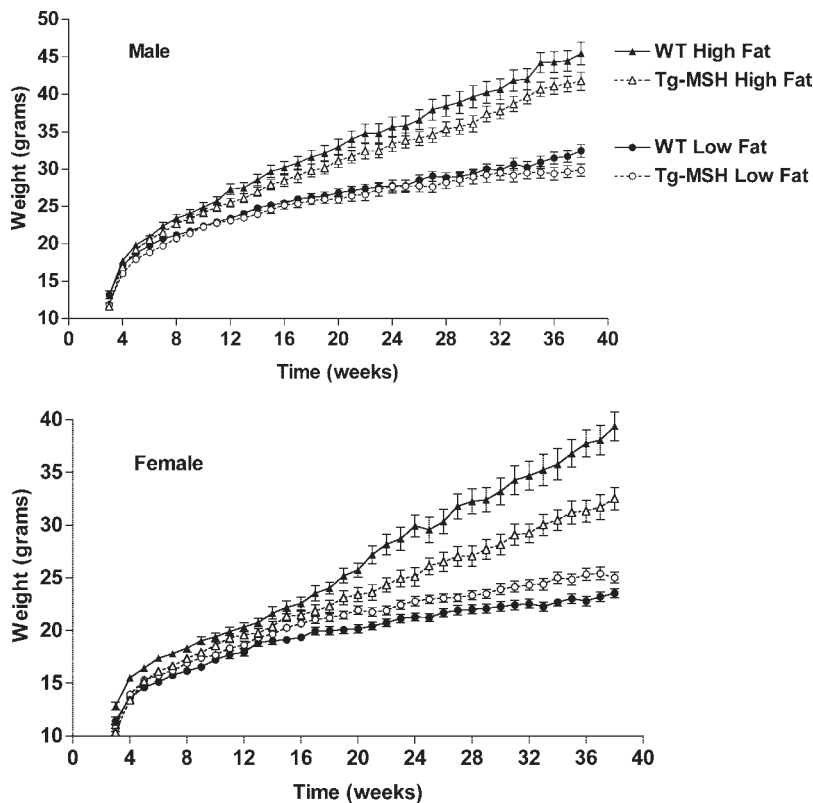 Male
Weight (grams)
50
45
40
35
30
25
20
15
10
0 4 8 12 16 20 24 28 32 36 40
Time (weeks)
WT High Fat
Tg-MSH High Fat
WT Low Fat
Tg-MSH Low Fat
Female
Weight (grams)
40
35
30
25
20
15
10
0 4 8 12 16 20 24 28 32 36 40
Time (weeks)